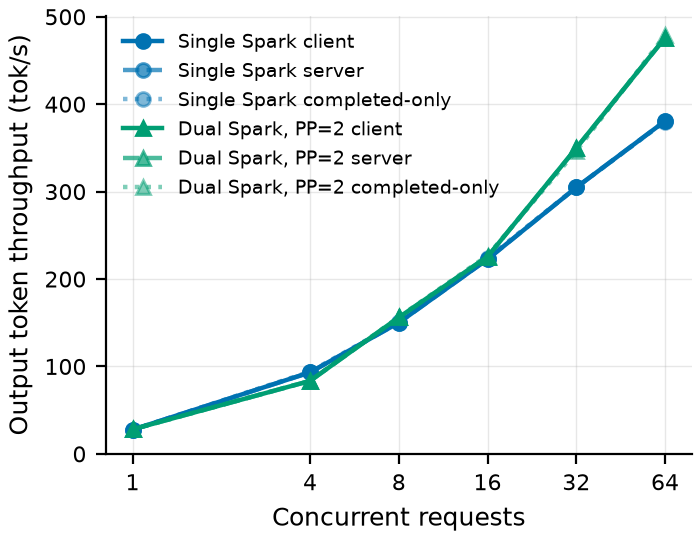 Output token throughput (tok/s)
500
400
300
200
100
0
Single Spark client
Single Spark server
Single Spark completed-only
Dual Spark, PP=2 client
Dual Spark, PP=2 server
Dual Spark, PP=2 completed-only
1 4 8 16 32 64
Concurrent requests